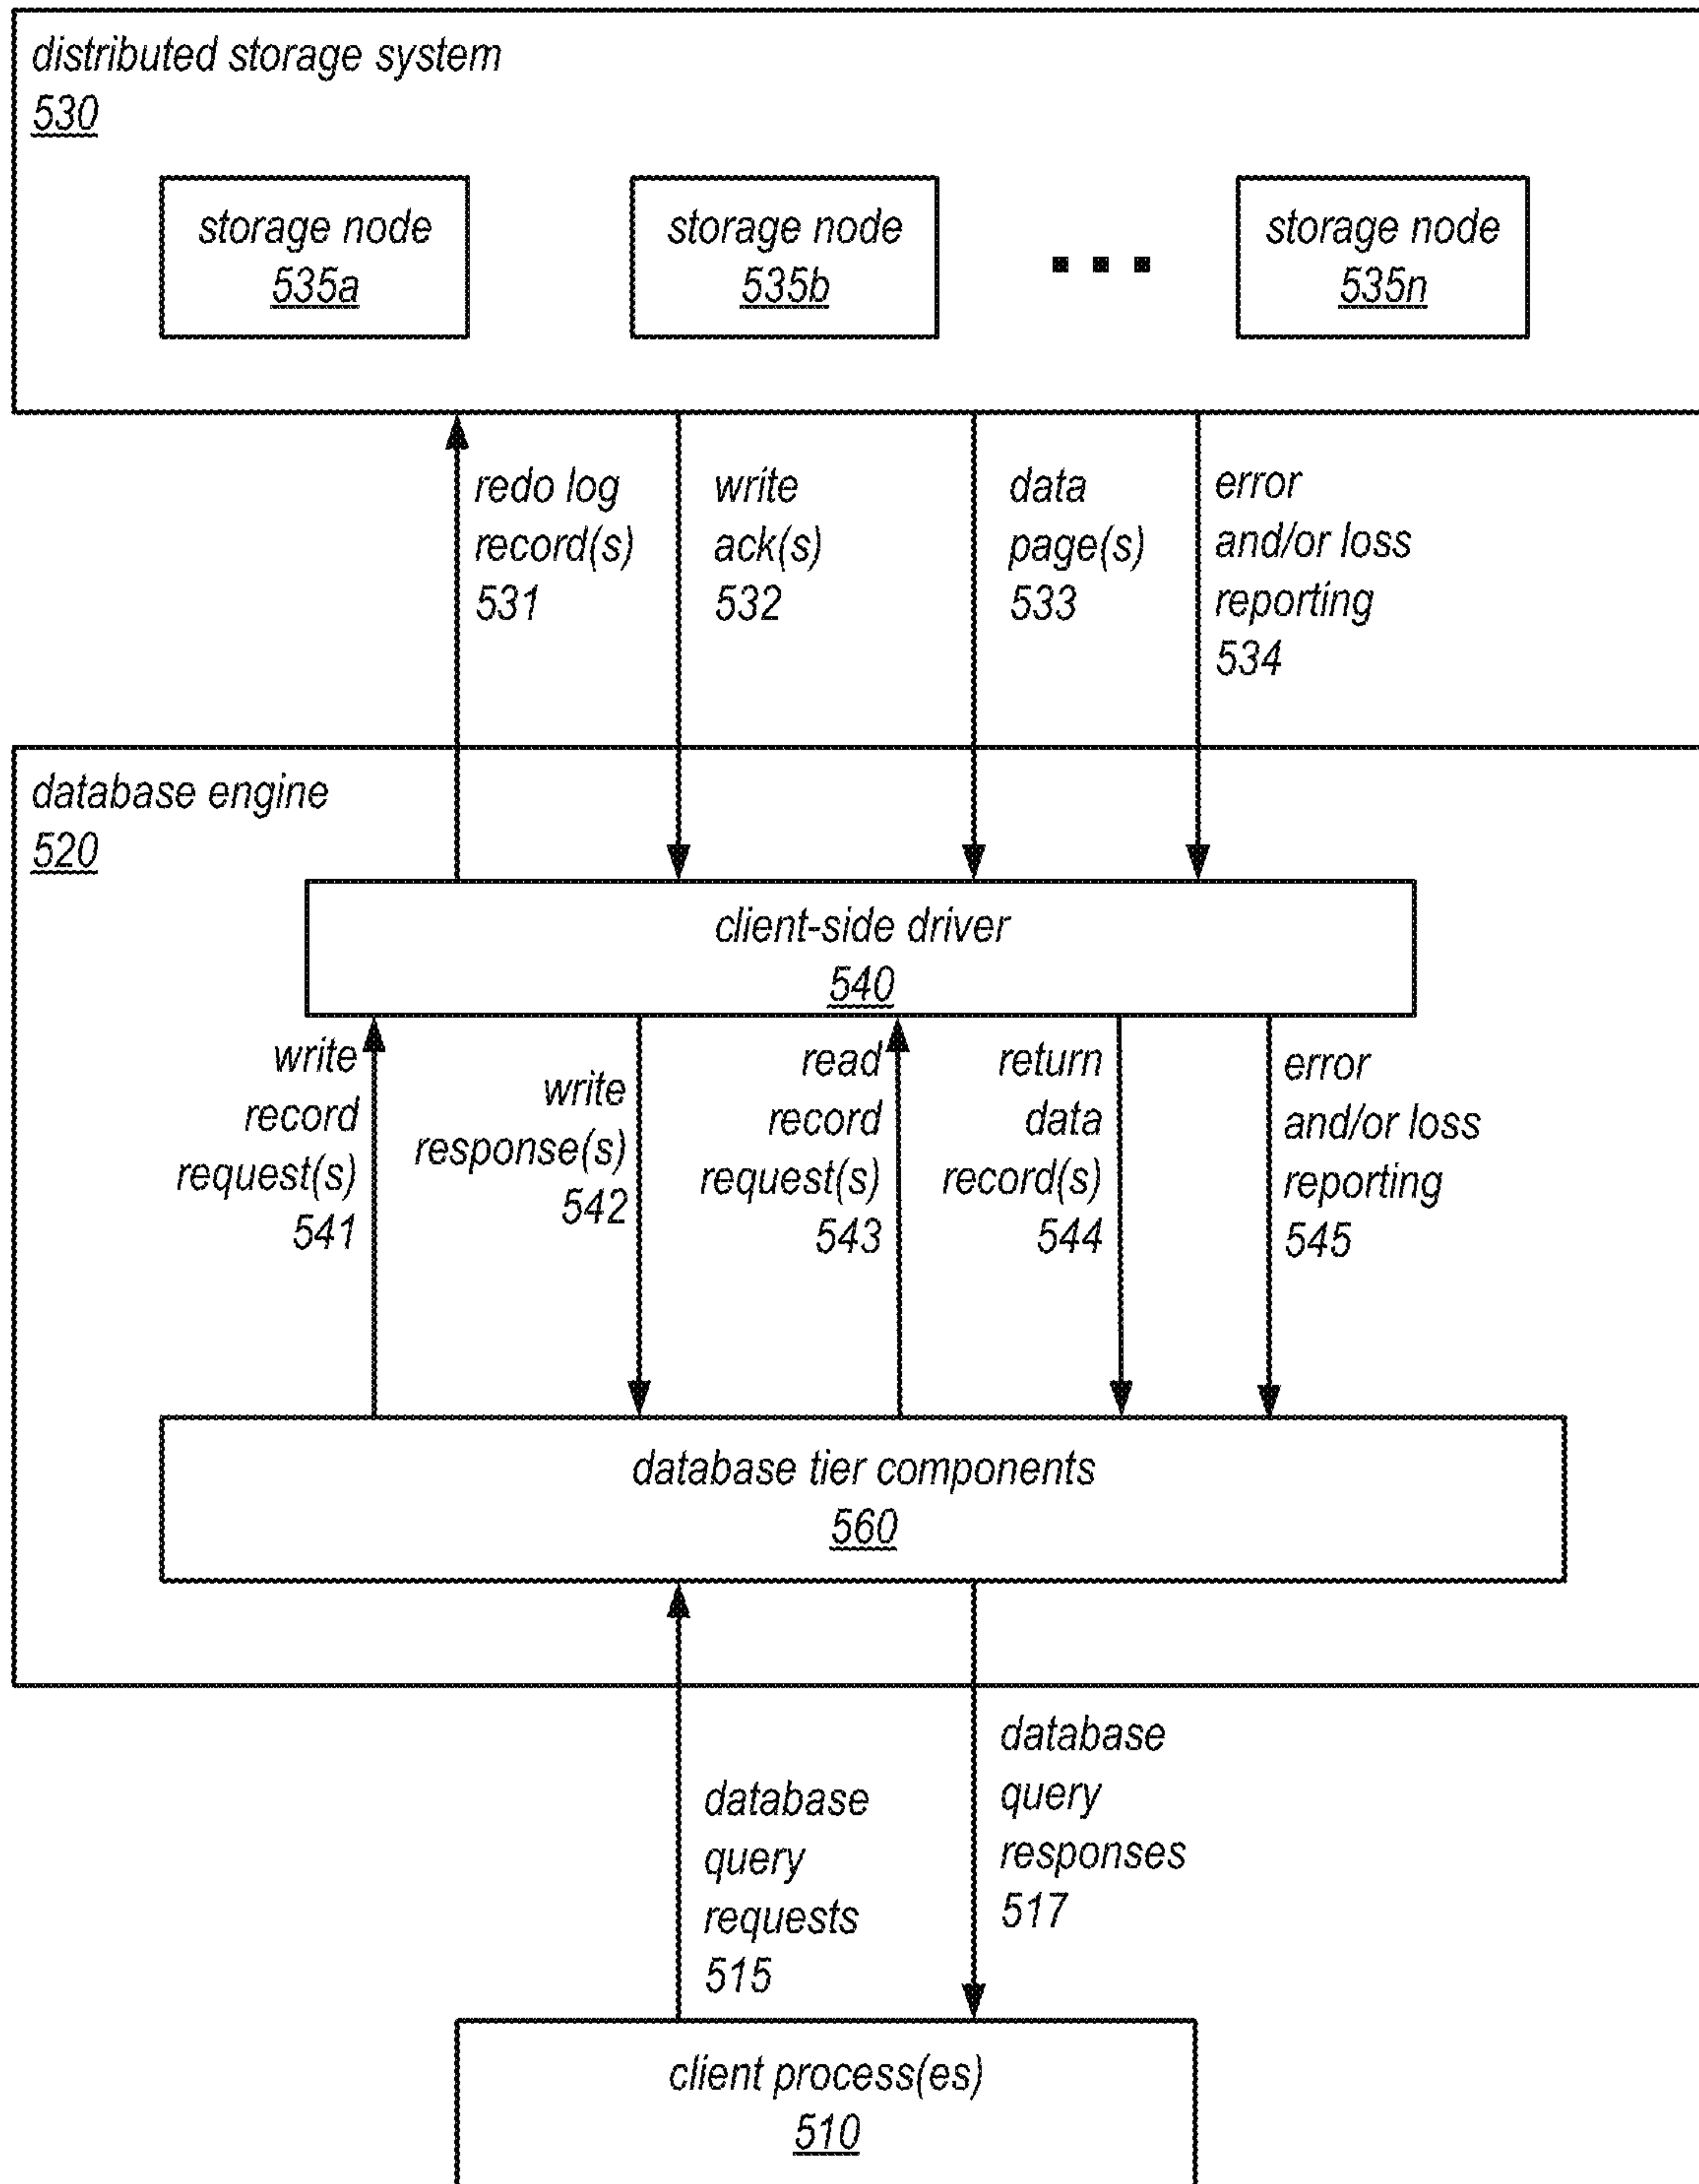 distributed storage system
530
storage node
535a
storage node
535b
storage node
535n
redo log
record(s)
531
write
ack(s)
532
data
page(s)
533
error
and/or loss
reporting
534
database engine
520
client-side driver
540
write
record
request(s)
541
write
response(s)
542
read
record
request(s)
543
return
data
record(s)
544
error
and/or loss
reporting
545
database tier components
560
database
query
requests
515
database
query
responses
517
client process(es)
510